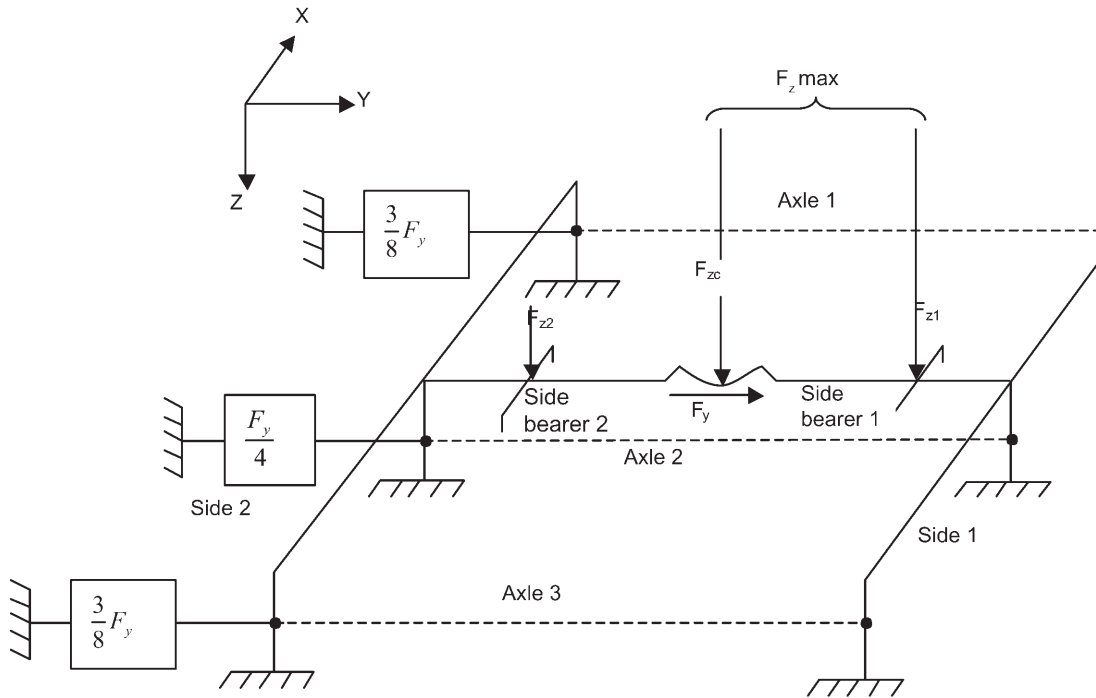 X
F_z max
Y
Z
Axle 1
3/8 F_y
F_zc
F_z1
F_z2
Side
bearer 2
Side
bearer 1
F_y
F_y/4
Axle 2
Side 2
Side 1
Axle 3
3/8 F_y